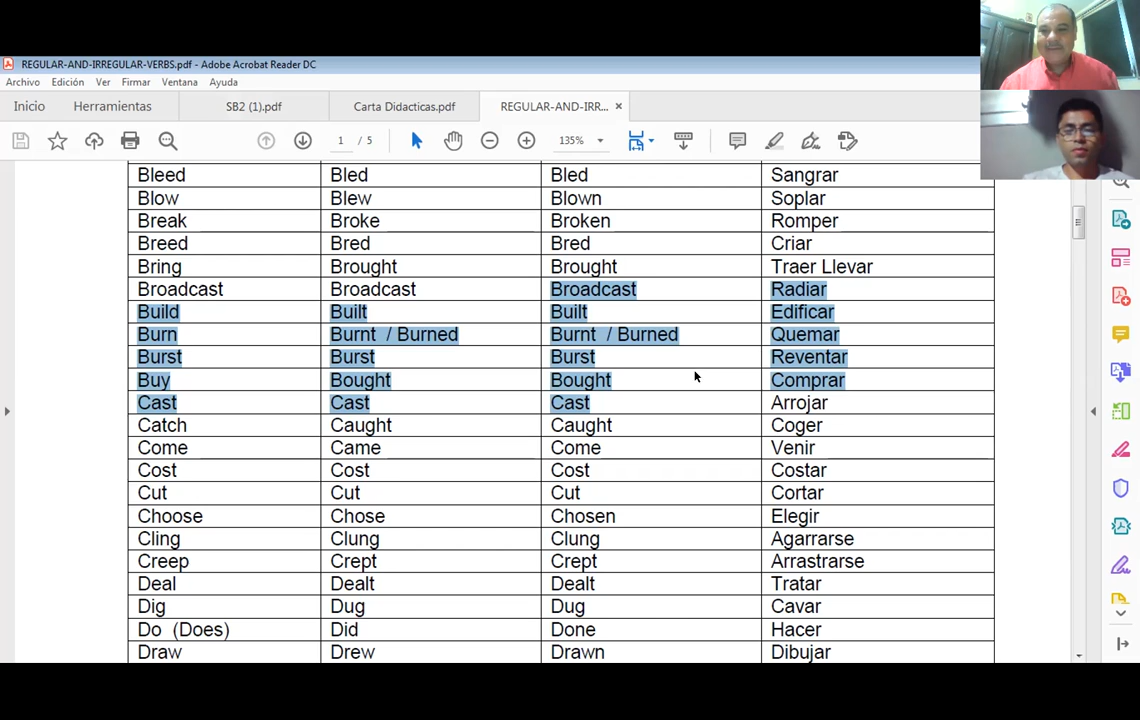 REGULAR-AND-IRREGULAR-VERBS.pdf - Adobe Acrobat Reader DC
Archivo Edición Ver Firmar Ventana Ayuda
Inicio Herramientas SB2 (1).pdf Carta Didacticas.pdf REGULAR-AND-IRR... ×
1 / 5 135%
Bleed Bled Bled Sangrar
Blow Blew Blown Soplar
Break Broke Broken Romper
Breed Bred Bred Criar
Bring Brought Brought Traer Llevar
Broadcast Broadcast Broadcast Radiar
Build Built Built Edificar
Burn Burnt / Burned Burnt / Burned Quemar
Burst Burst Burst Reventar
Buy Bought Bought Comprar
Cast Cast Cast Arrojar
Catch Caught Caught Coger
Come Came Come Venir
Cost Cost Cost Costar
Cut Cut Cut Cortar
Choose Chose Chosen Elegir
Cling Clung Clung Agarrarse
Creep Crept Crept Arrastrarse
Deal Dealt Dealt Tratar
Dig Dug Dug Cavar
Do (Does) Did Done Hacer
Draw Drew Drawn Dibujar